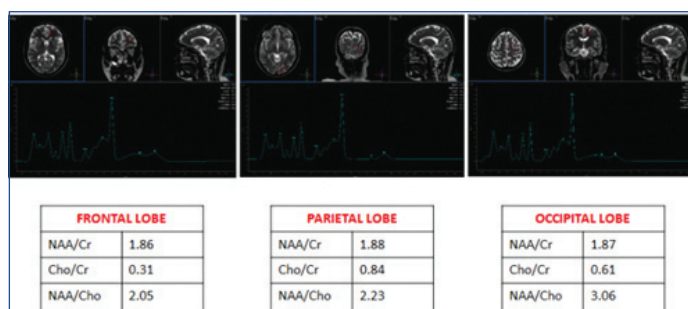 FRONTAL LOBE
NAA/Cr 1.86
Cho/Cr 0.31
NAA/Cho 2.05
PARIETAL LOBE
NAA/Cr 1.88
Cho/Cr 0.84
NAA/Cho 2.23
OCCIPITAL LOBE
NAA/Cr 1.87
Cho/Cr 0.61
NAA/Cho 3.06